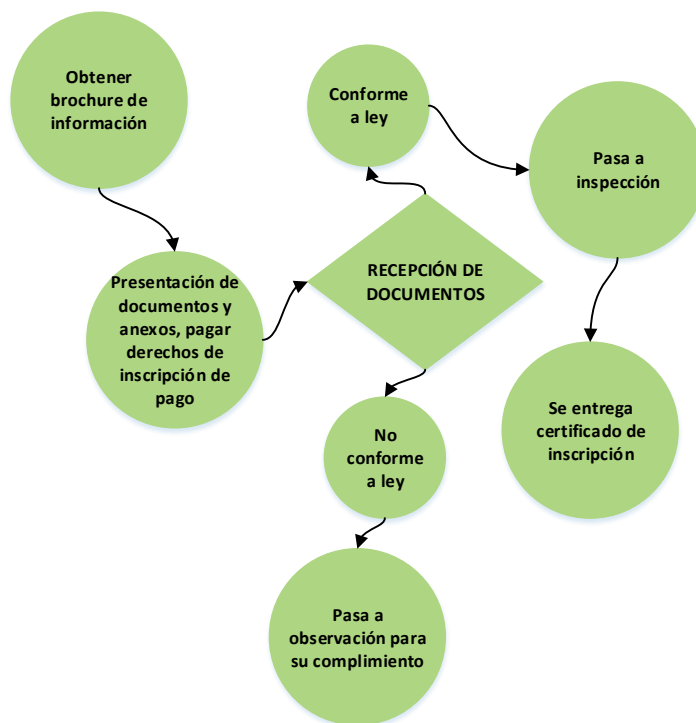 Obtener
brochure de
información
Conforme
a ley
Pasa a
inspección
Presentación de
documentos y
anexos, pagar
derechos de
inscripción de
pago
RECEPCIÓN DE
DOCUMENTOS
No
conforme
a ley
Se entrega
certificado de
inscripción
Pasa a
observación para
su complimiento